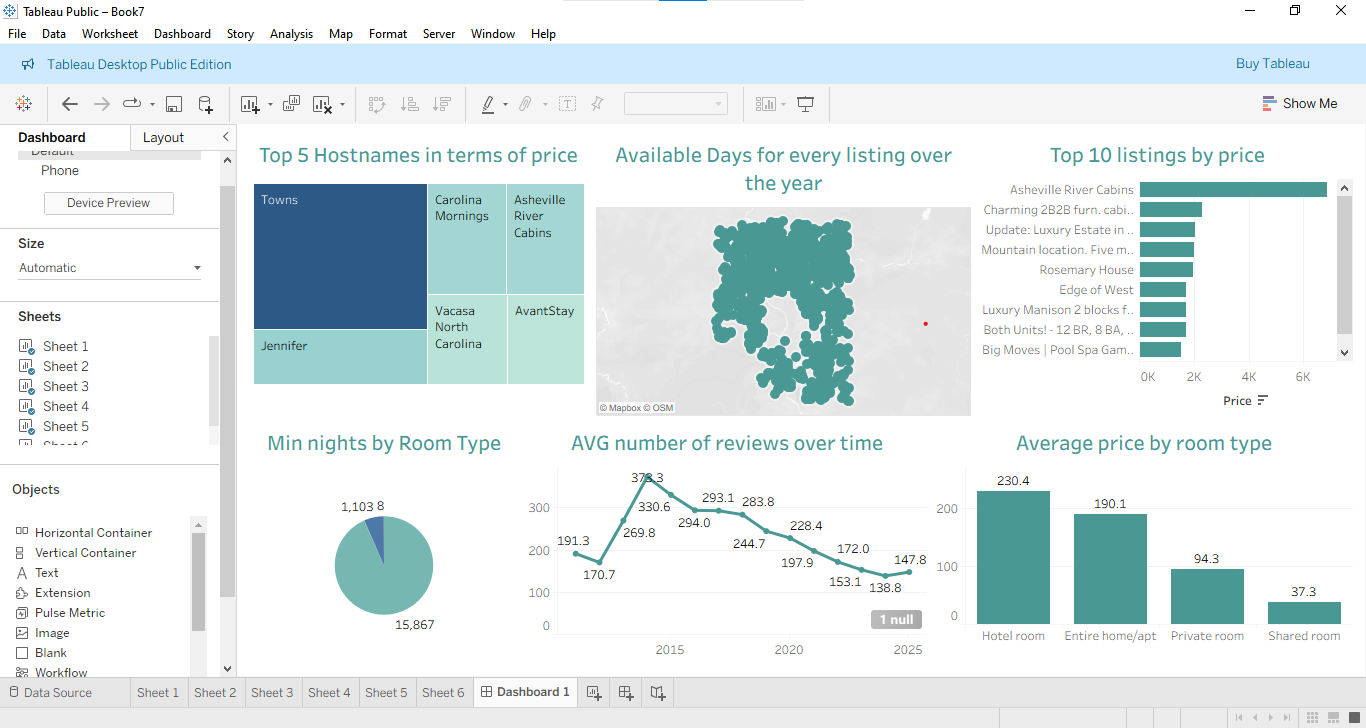 Tableau Public – Book7
File Data Worksheet Dashboard Story Analysis Map Format Server Window Help
Tableau Desktop Public Edition
Buy Tableau
Show Me
Dashboard
Layout
Default
Phone
Device Preview
Size
Automatic
Sheets
Sheet 1
Sheet 2
Sheet 3
Sheet 4
Sheet 5
Sheet 6
Objects
Horizontal Container
Vertical Container
Text
Extension
Pulse Metric
Image
Blank
Workflow
Top 5 Hostnames in terms of price
Towns
Jennifer
Carolina
Mornings
Asheville
River
Cabins
Vacasa
North
Carolina
AvantStay
Available Days for every listing over
the year
© Mapbox © OSM
Top 10 listings by price
Asheville River Cabins
Charming 2B2B furn. cabi..
Update: Luxury Estate in ..
Mountain location. Five m..
Rosemary House
Edge of West
Luxury Manison 2 blocks f..
Both Units! - 12 BR, 8 BA, ..
Big Moves | Pool Spa Gam..
0K 2K 4K 6K
Price
Min nights by Room Type
1,103 8
15,867
AVG number of reviews over time
300
200
100
0
191.3
170.7
269.8
373.3
330.6
294.0
293.1
283.8
244.7
228.4
197.9
172.0
153.1
138.8
147.8
1 null
2015 2020 2025
Average price by room type
200
100
0
230.4
190.1
94.3
37.3
Hotel room Entire home/apt Private room Shared room
Data Source Sheet 1 Sheet 2 Sheet 3 Sheet 4 Sheet 5 Sheet 6 Dashboard 1